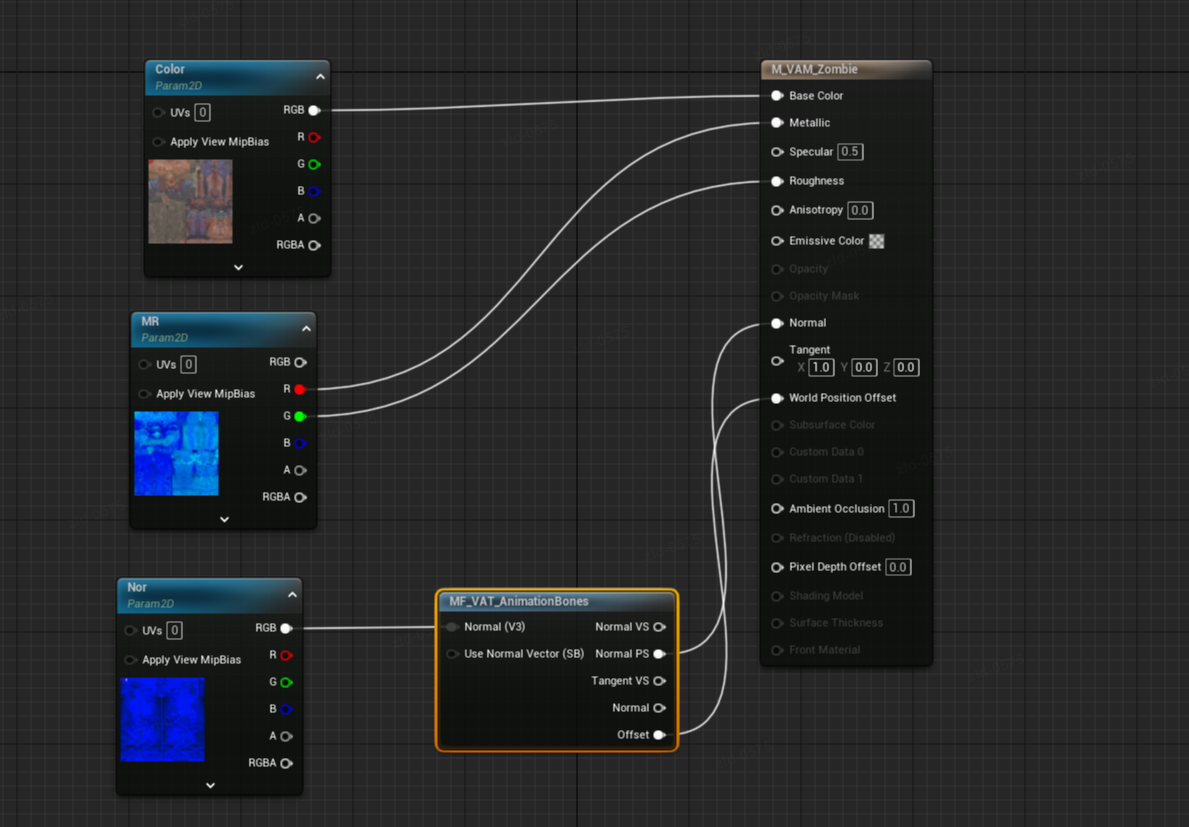 Color
Param2D
UVs 0
RGB
R
Apply View MipBias
G
B
A
RGBA
MR
Param2D
UVs 0
RGB
R
Apply View MipBias
G
B
A
RGBA
Nor
Param2D
UVs 0
RGB
R
Apply View MipBias
G
B
A
RGBA
MF_VAT_AnimationBones
Normal (V3)
Use Normal Vector (SB)
Normal VS
Normal PS
Tangent VS
Normal
Offset
M_VAM_Zombie
Base Color
Metallic
Specular 0.5
Roughness
Anisotropy 0.0
Emissive Color
Opacity
Opacity Mask
Normal
Tangent
X 1.0 Y 0.0 Z 0.0
World Position Offset
Subsurface Color
Custom Data 0
Custom Data 1
Ambient Occlusion 1.0
Refraction (Disabled)
Pixel Depth Offset 0.0
Shading Model
Surface Thickness
Front Material